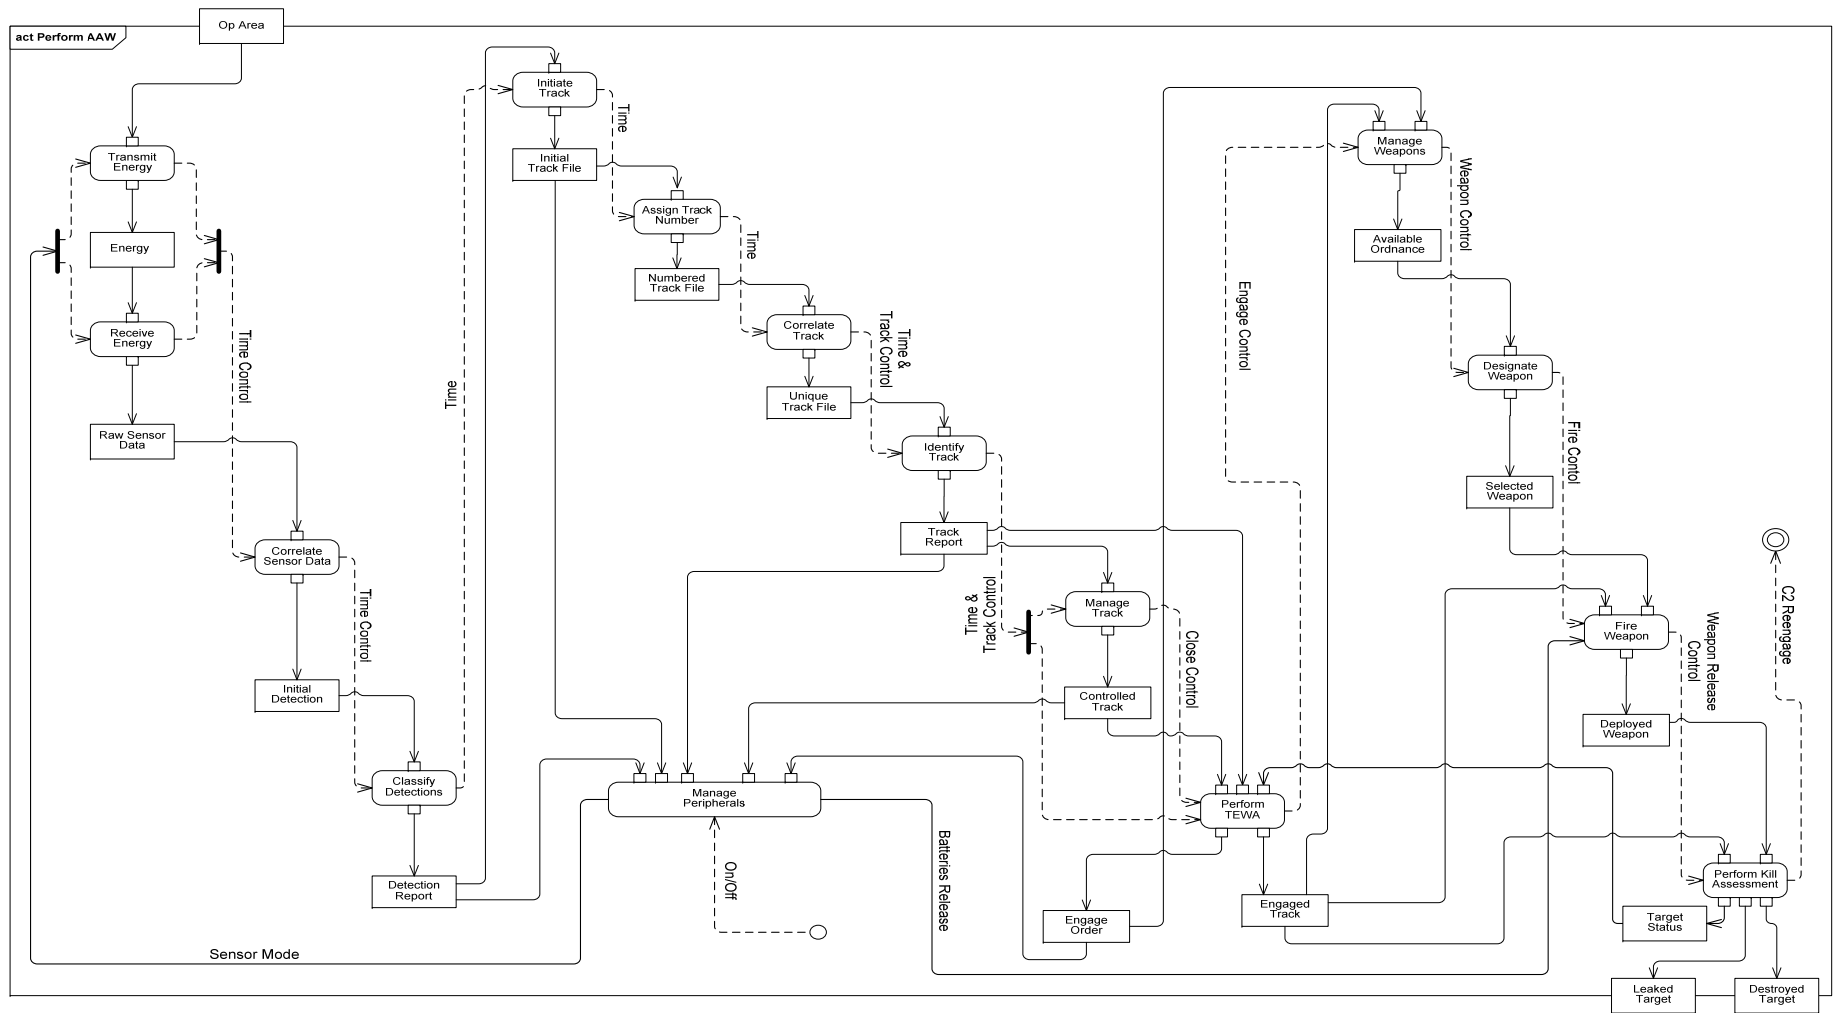 act Perform AAW
Op Area
Transmit
Energy
Energy
Receive
Energy
Raw Sensor
Data
Time Control
Correlate
Sensor Data
Initial
Detection
Time Control
Classify
Detections
Detection
Report
Sensor Mode
Time
Initiate
Track
Initial
Track File
Time
Assign Track
Number
Numbered
Track File
Time
Correlate
Track
Unique
Track File
Time &
Track Control
Identify
Track
Track
Report
Time &
Track Control
Manage
Track
Controlled
Track
Close Control
Manage
Peripherals
On/Off
Batteries Release
Perform
TEWA
Engage
Order
Engaged
Track
Engage Control
Manage
Weapons
Available
Ordnance
Weapon Control
Designate
Weapon
Selected
Weapon
Fire Contol
Fire
Weapon
Deployed
Weapon
Weapon Release
Control
C2 Reengage
Perform Kill
Assessment
Target
Status
Leaked
Target
Destroyed
Target